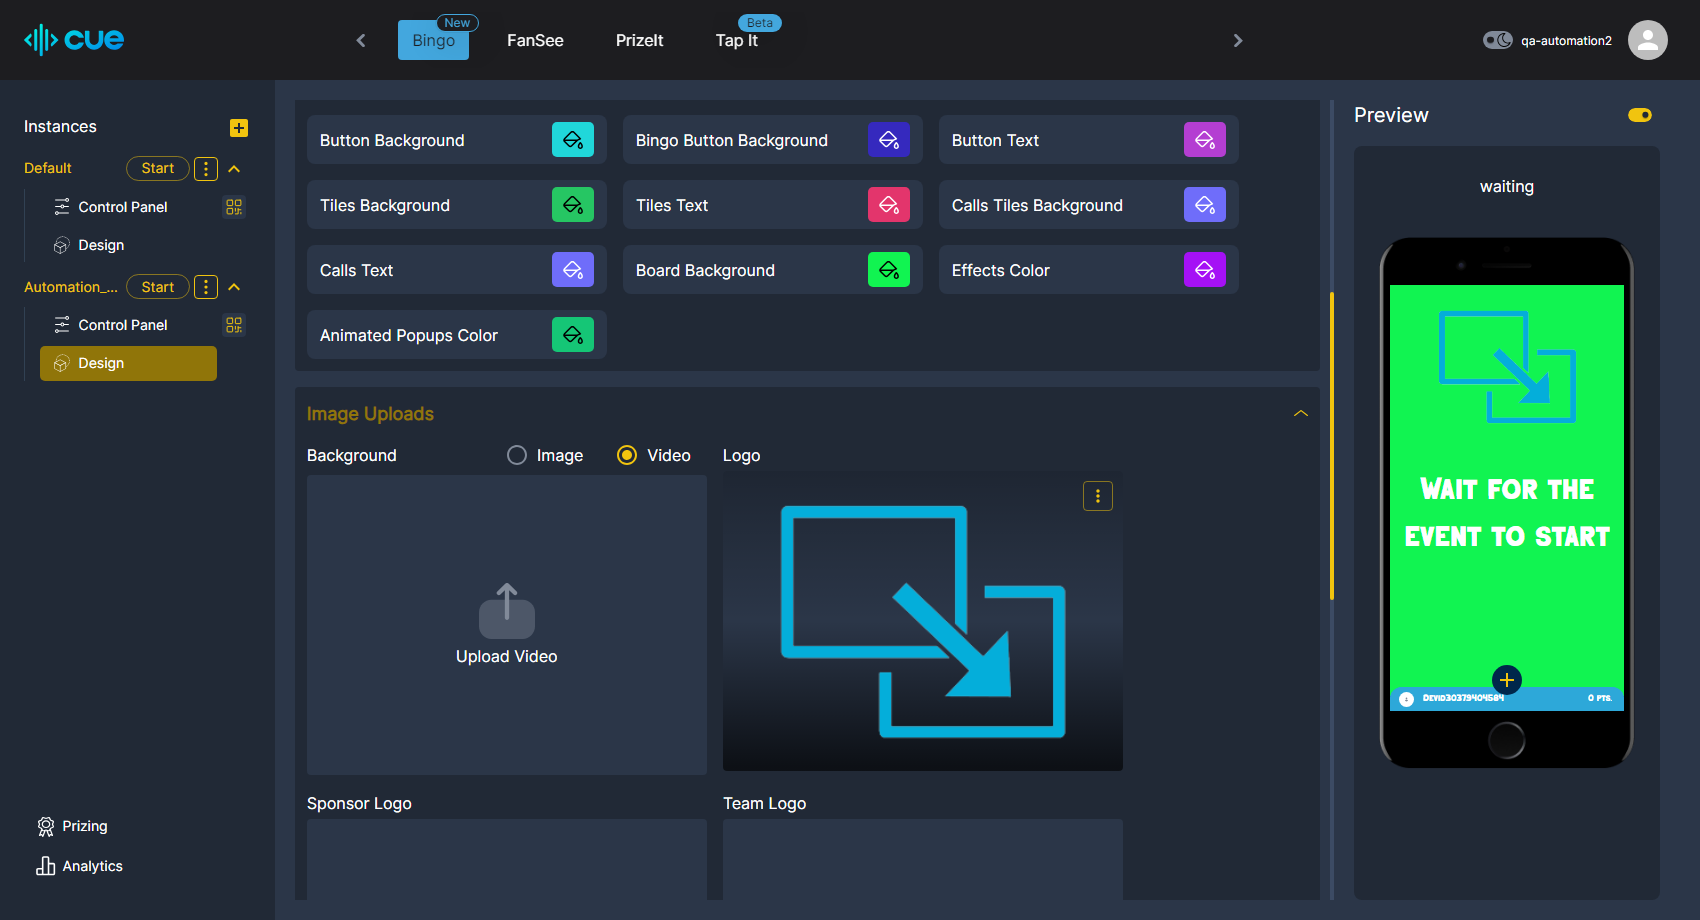 cue
Bingo
New
FanSee
PrizeIt
Tap It
Beta
qa-automation2
Instances
Default
Start
Control Panel
Design
Automation_...
Start
Control Panel
Design
Prizing
Analytics
Button Background
Bingo Button Background
Button Text
Tiles Background
Tiles Text
Calls Tiles Background
Calls Text
Board Background
Effects Color
Animated Popups Color
Image Uploads
Background
Image
Video
Logo
Upload Video
Sponsor Logo
Team Logo
Preview
waiting
WAIT FOR THE
EVENT TO START
1
DEVID30379404564
0 PTS.